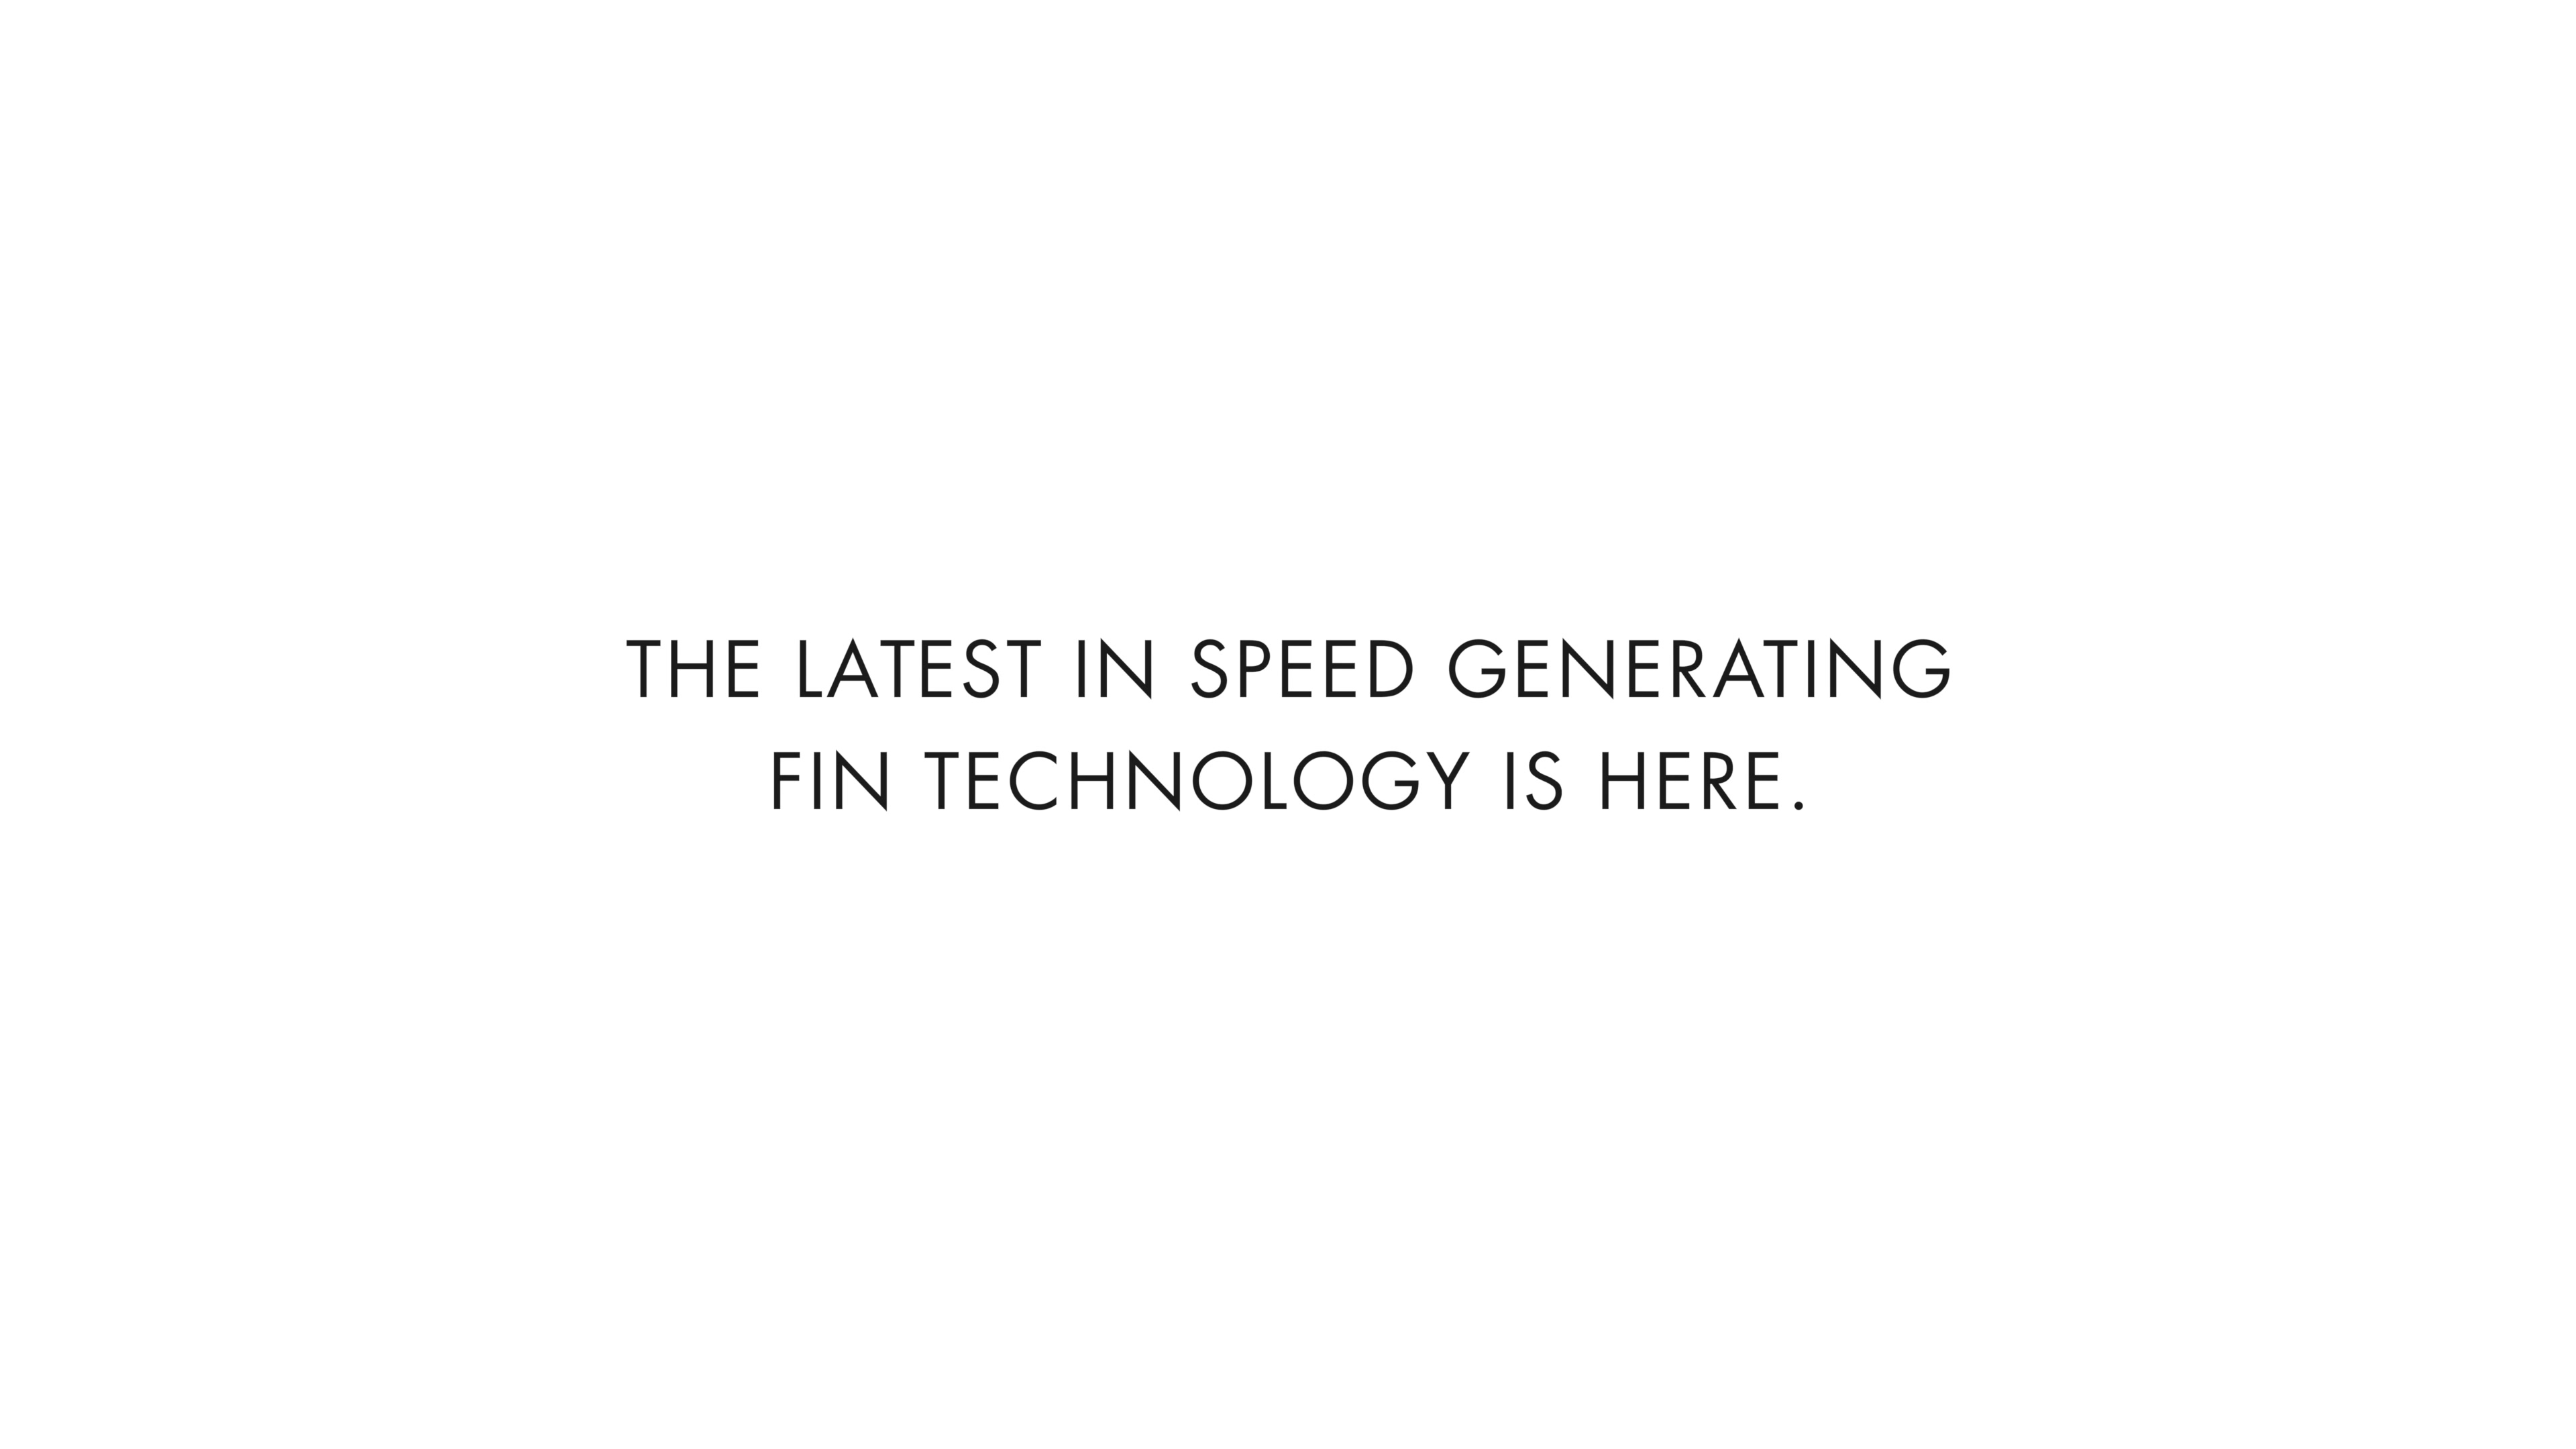 THE LATEST IN SPEED GENERATING
FIN TECHNOLOGY IS HERE.